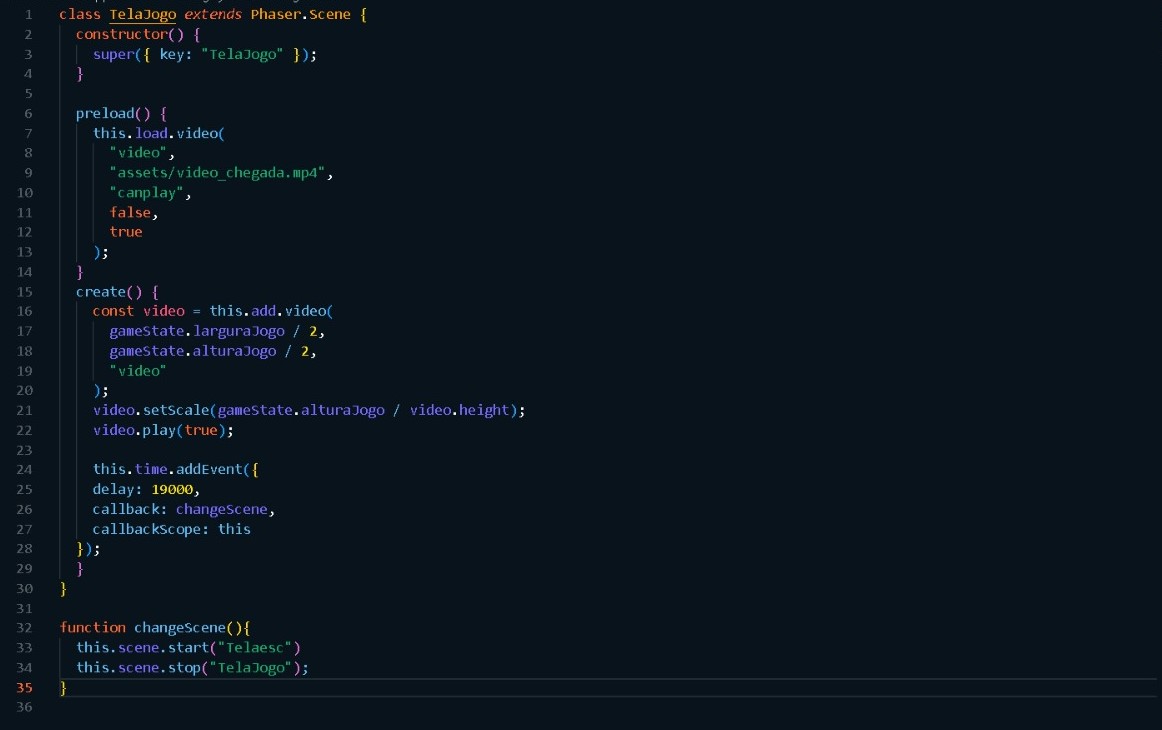 1 class TelaJogo extends Phaser.Scene {
2 constructor() {
3 super({ key: "TelaJogo" });
4 }
5
6 preload() {
7 this.load.video(
8 "video",
9 "assets/video_chegada.mp4",
10 "canplay",
11 false,
12 true
13 );
14 }
15 create() {
16 const video = this.add.video(
17 gameState.larguraJogo / 2,
18 gameState.alturaJogo / 2,
19 "video"
20 );
21 video.setScale(gameState.alturaJogo / video.height);
22 video.play(true);
23
24 this.time.addEvent({
25 delay: 19000,
26 callback: changeScene,
27 callbackScope: this
28 });
29 }
30 }
31
32 function changeScene(){
33 this.scene.start("Telaesc")
34 this.scene.stop("TelaJogo");
35 }
36